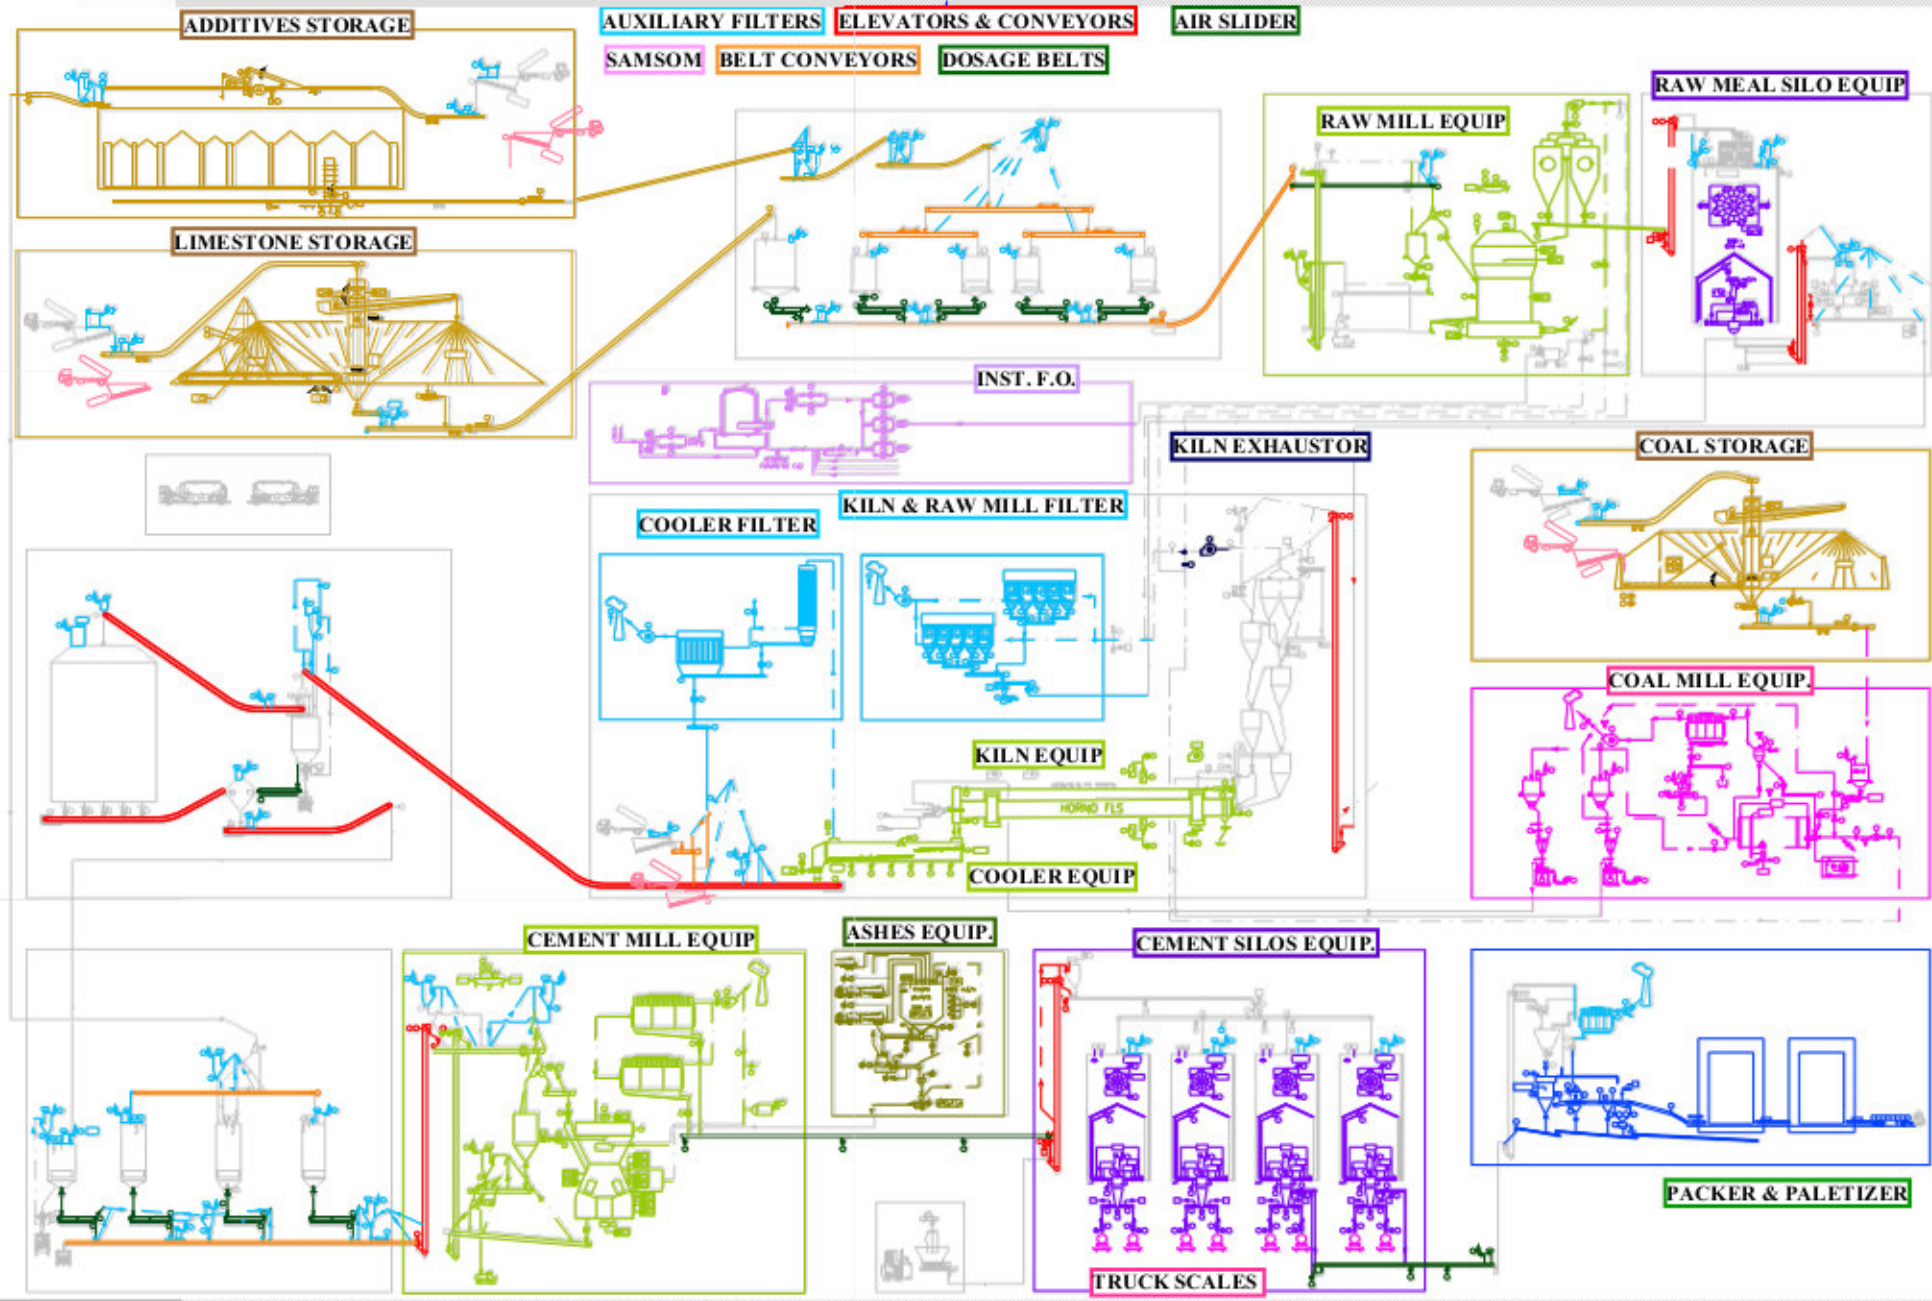 ADDITIVES STORAGE
AUXILIARY FILTERS
ELEVATORS & CONVEYORS
AIR SLIDER
SAMSOM
BELT CONVEYORS
DOSAGE BELTS
RAW MEAL SILO EQUIP
RAW MILL EQUIP
LIMESTONE STORAGE
INST. F.O.
KILN EXHAUSTOR
COAL STORAGE
KILN & RAW MILL FILTER
COOLER FILTER
COAL MILL EQUIP.
KILN EQUIP
HORNO FLS
COOLER EQUIP
CEMENT MILL EQUIP
ASHES EQUIP.
CEMENT SILOS EQUIP.
PACKER & PALETIZER
TRUCK SCALES